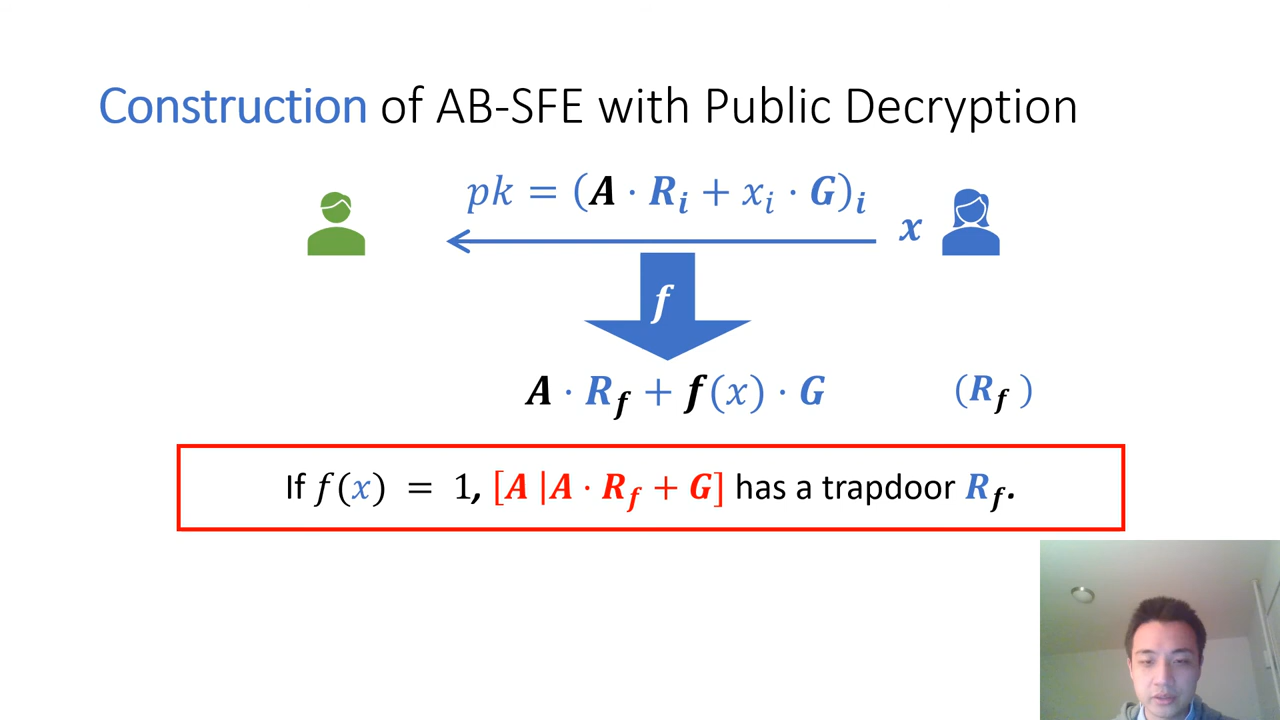 Construction of AB-SFE with Public Decryption
pk = (A · R_i + x_i · G)_i
x
f
A · R_f + f(x) · G (R_f )
If f(x) = 1, [A |A · R_f + G] has a trapdoor R_f.